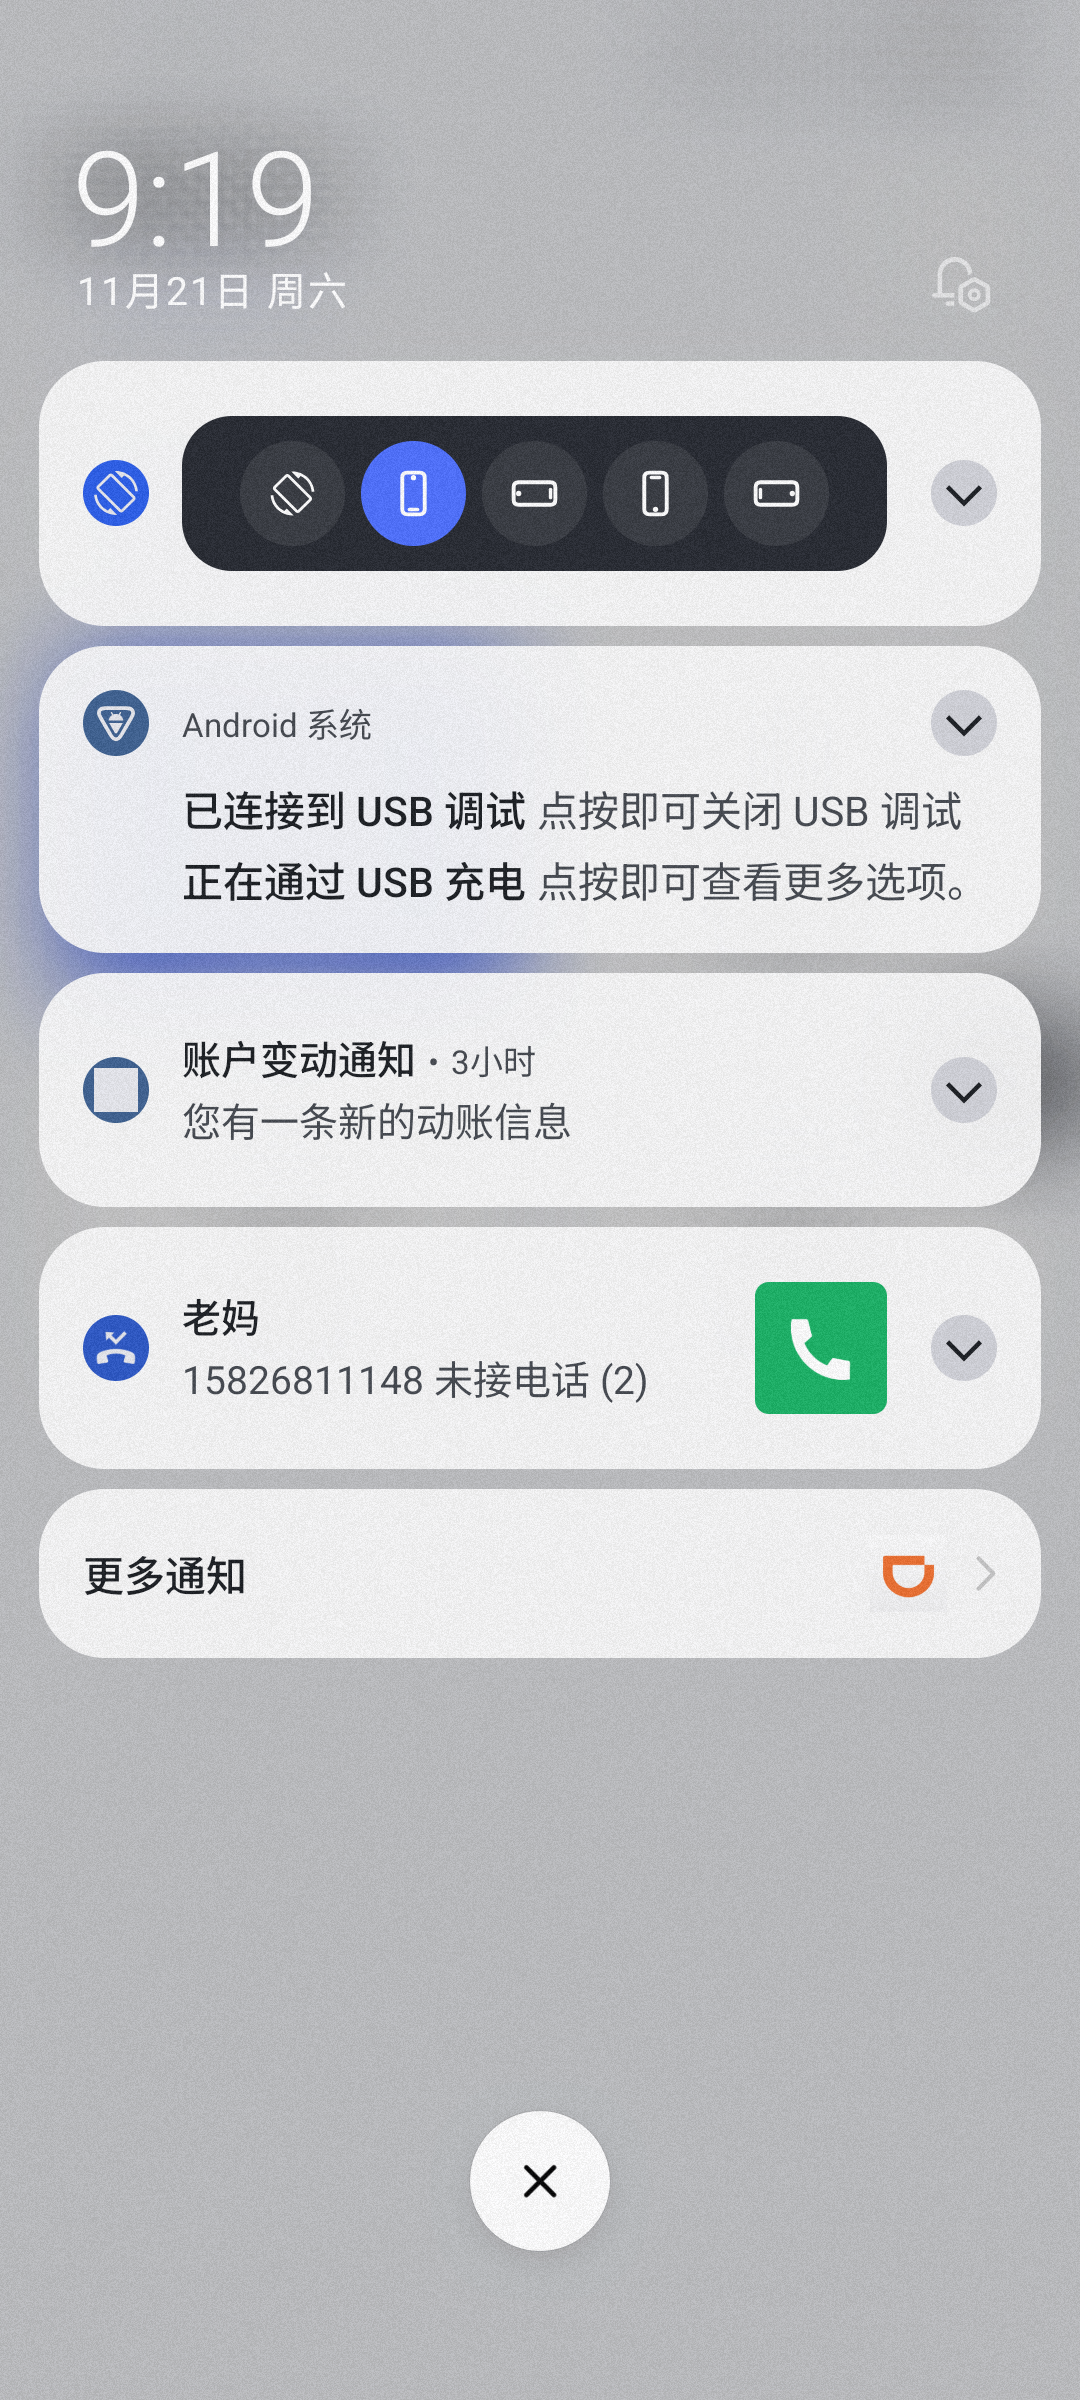 9:19
11月21日 周六
Android 系统
已连接到 USB 调试 点按即可关闭 USB 调试
正在通过 USB 充电 点按即可查看更多选项。
账户变动通知 · 3小时
您有一条新的动账信息
老妈
15826811148 未接电话 (2)
更多通知